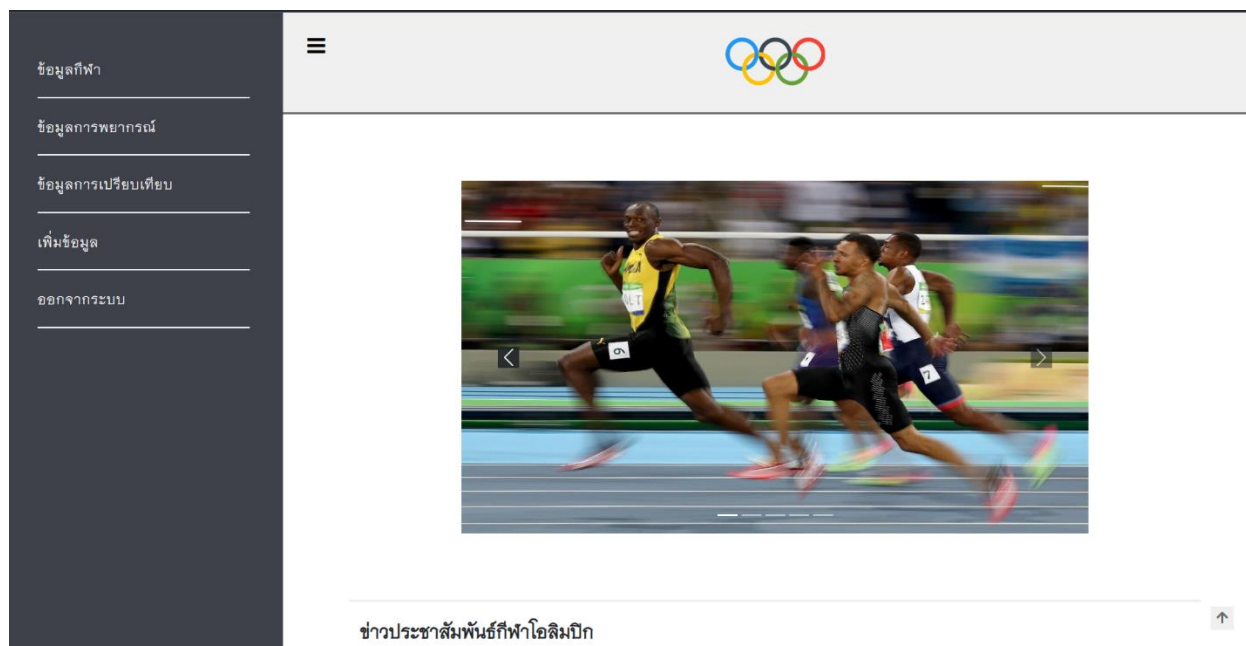 ข้อมูลกีฬา
ข้อมูลการพยากรณ์
ข้อมูลการเปรียบเทียบ
เพิ่มข้อมูล
ออกจากระบบ
6
7
ข่าวประชาสัมพันธ์กีฬาโอลิมปิก